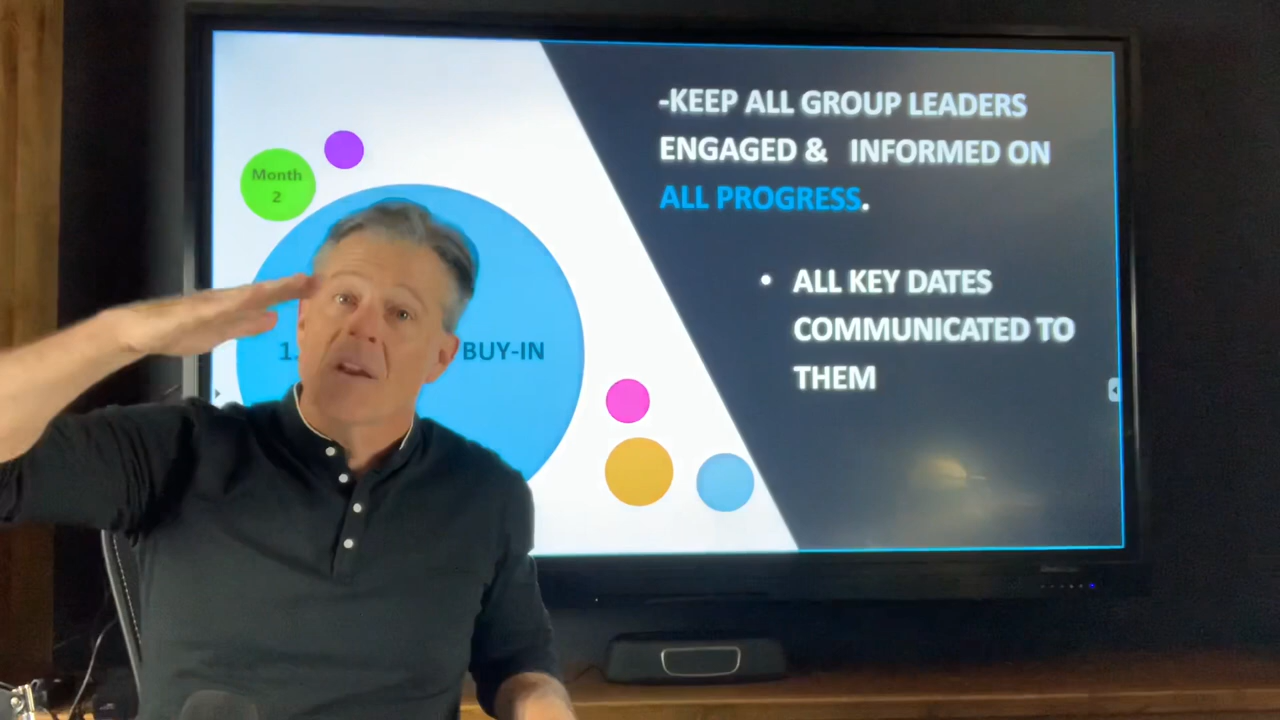 -KEEP ALL GROUP LEADERS
ENGAGED & INFORMED ON
ALL PROGRESS.
• ALL KEY DATES
COMMUNICATED TO
THEM
Month
2
1. BUY-IN